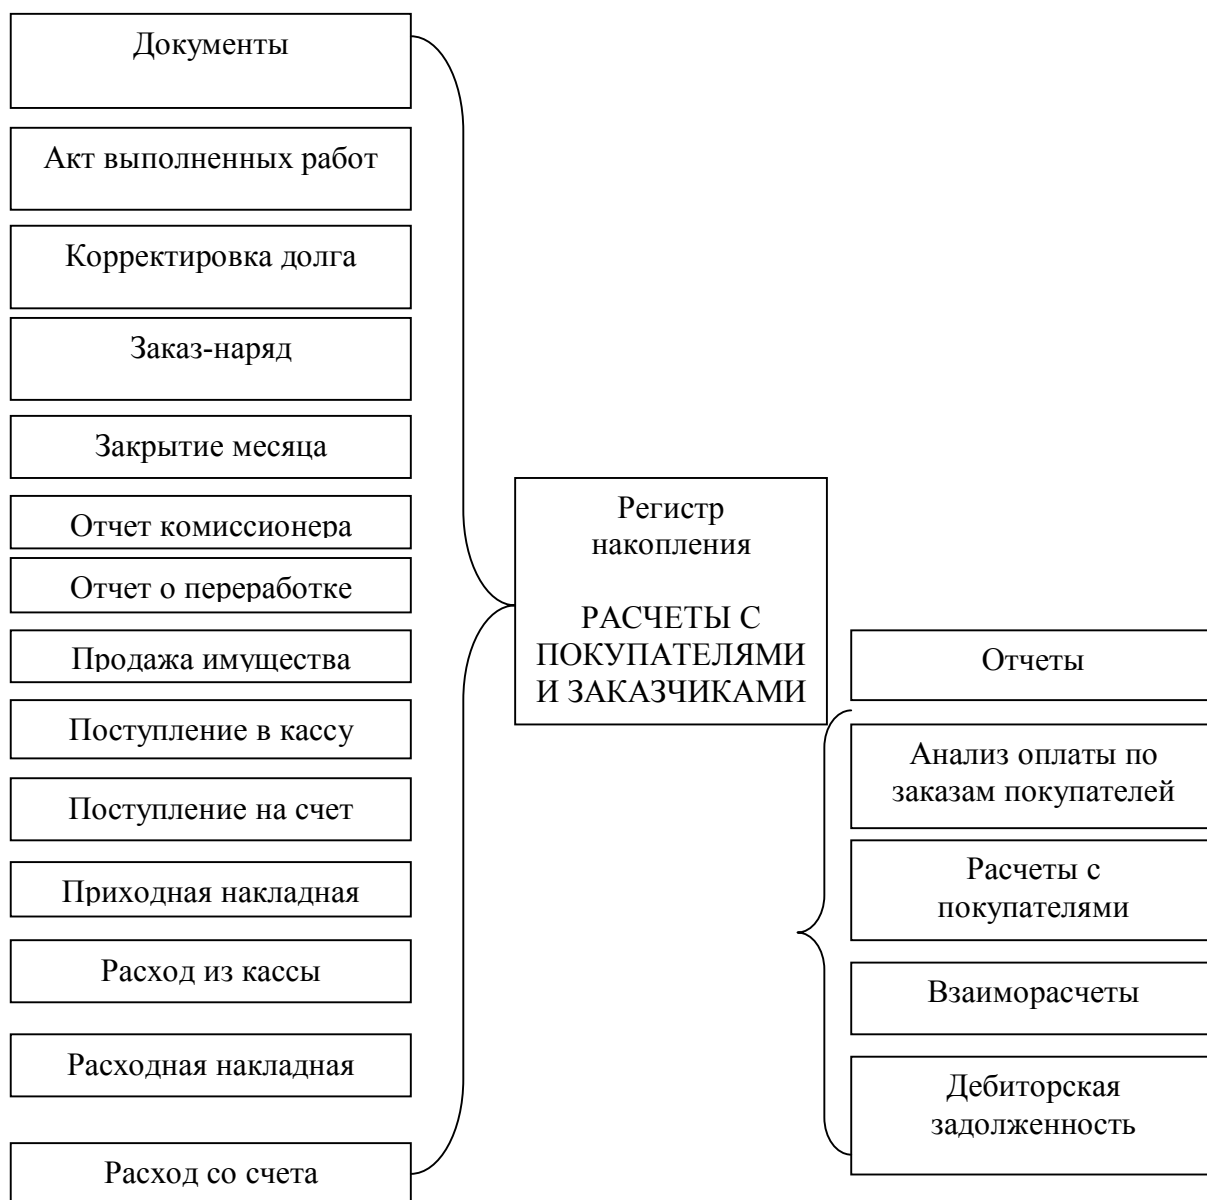 Документы
Акт выполненных работ
Корректировка долга
Заказ-наряд
Закрытие месяца
Отчет комиссионера
Отчет о переработке
Продажа имущества
Поступление в кассу
Поступление на счет
Приходная накладная
Расход из кассы
Расходная накладная
Расход со счета
Регистр
накопления
РАСЧЕТЫ С
ПОКУПАТЕЛЯМИ
И ЗАКАЗЧИКАМИ
Отчеты
Анализ оплаты по
заказам покупателей
Расчеты с
покупателями
Взаиморасчеты
Дебиторская
задолженность